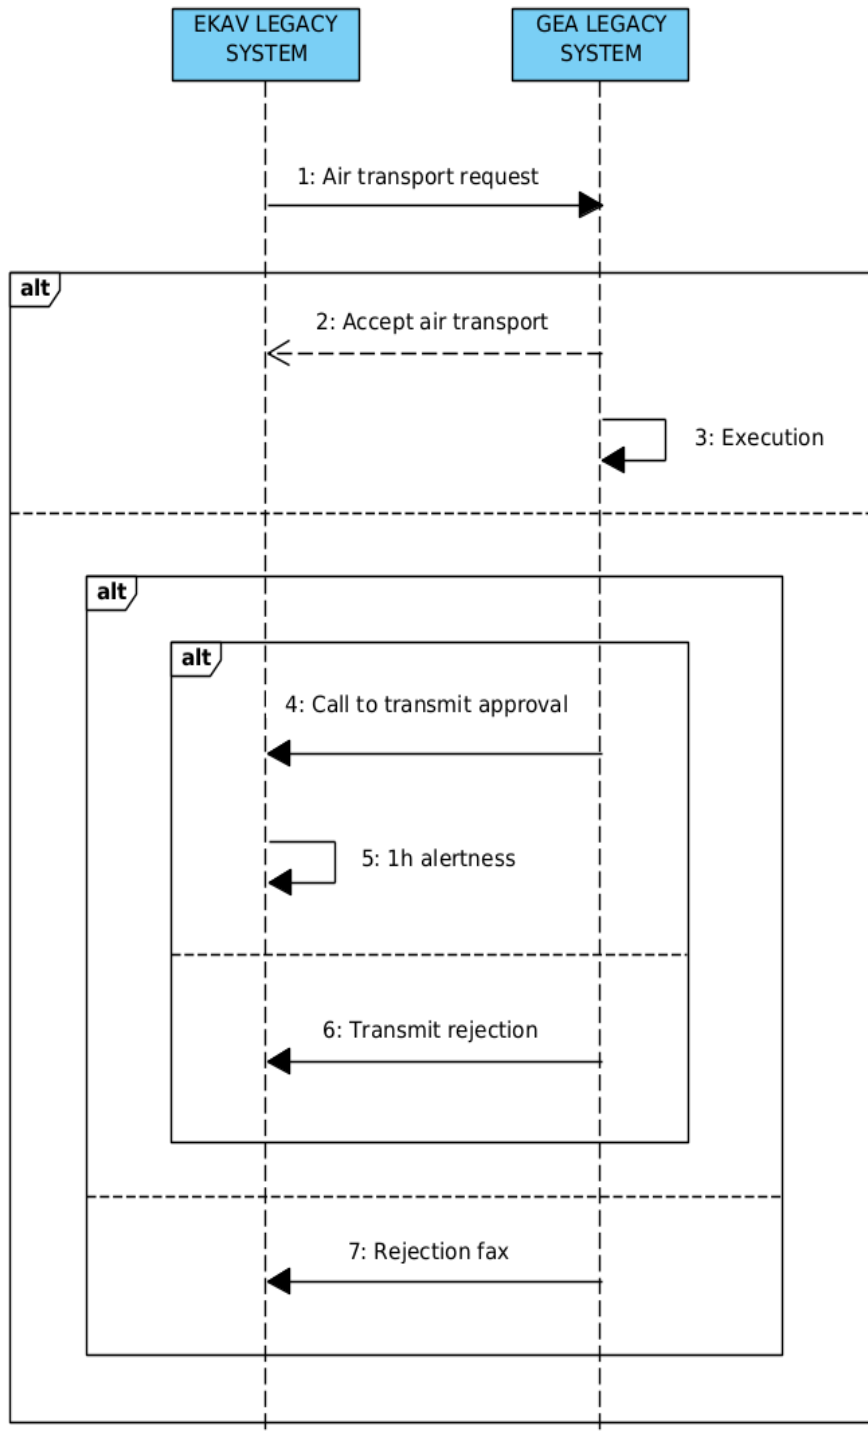 EKAV LEGACY
SYSTEM
GEA LEGACY
SYSTEM
1: Air transport request
alt
2: Accept air transport
3: Execution
alt
alt
4: Call to transmit approval
5: 1h alertness
6: Transmit rejection
7: Rejection fax